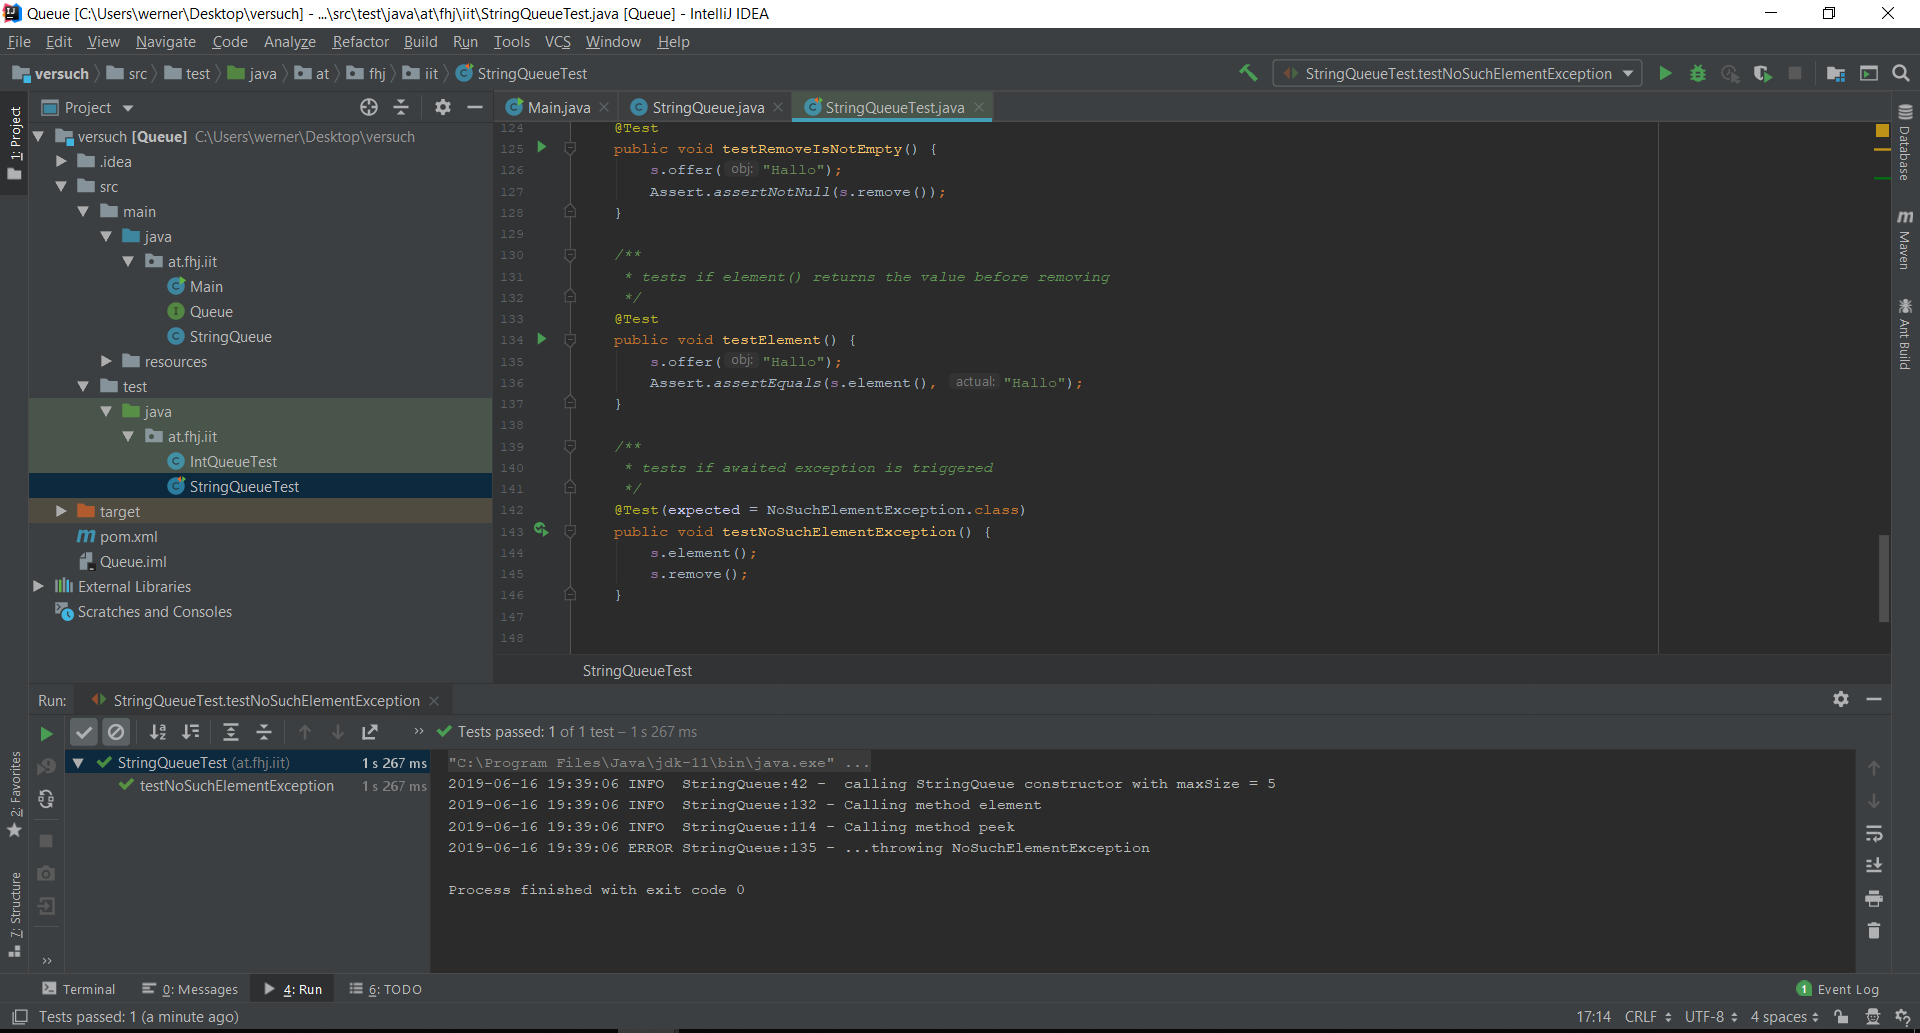 Queue [C:\Users\werner\Desktop\versuch] - ...\src\test\java\at\fhj\iit\StringQueueTest.java [Queue] - IntelliJ IDEA
File Edit View Navigate Code Analyze Refactor Build Run Tools VCS Window Help
versuch src test java at fhj iit StringQueueTest StringQueueTest.testNoSuchElementException
1: Project
Project
versuch [Queue] C:\Users\werner\Desktop\versuch
.idea
src
main
java
at.fhj.iit
Main
Queue
StringQueue
resources
test
java
at.fhj.iit
IntQueueTest
StringQueueTest
target
pom.xml
Queue.iml
External Libraries
Scratches and Consoles
Main.java StringQueue.java StringQueueTest.java
124 @Test
125 public void testRemoveIsNotEmpty() {
126 s.offer( obj: "Hallo");
127 Assert.assertNotNull(s.remove());
128 }
129
130 /**
131 * tests if element() returns the value before removing
132 */
133 @Test
134 public void testElement() {
135 s.offer( obj: "Hallo");
136 Assert.assertEquals(s.element(), actual: "Hallo");
137 }
138
139 /**
140 * tests if awaited exception is triggered
141 */
142 @Test(expected = NoSuchElementException.class)
143 public void testNoSuchElementException() {
144 s.element();
145 s.remove();
146 }
147
148
StringQueueTest
Database
Maven
Ant Build
Run: StringQueueTest.testNoSuchElementException
Tests passed: 1 of 1 test – 1 s 267 ms
StringQueueTest (at.fhj.iit) 1 s 267 ms
testNoSuchElementException 1 s 267 ms
"C:\Program Files\Java\jdk-11\bin\java.exe" ...
2019-06-16 19:39:06 INFO  StringQueue:42 -  calling StringQueue constructor with maxSize = 5
2019-06-16 19:39:06 INFO  StringQueue:132 - Calling method element
2019-06-16 19:39:06 INFO  StringQueue:114 - Calling method peek
2019-06-16 19:39:06 ERROR StringQueue:135 - ...throwing NoSuchElementException
Process finished with exit code 0
2: Favorites
7: Structure
Terminal 0: Messages 4: Run 6: TODO 1 Event Log
Tests passed: 1 (a minute ago) 17:14 CRLF UTF-8 4 spaces